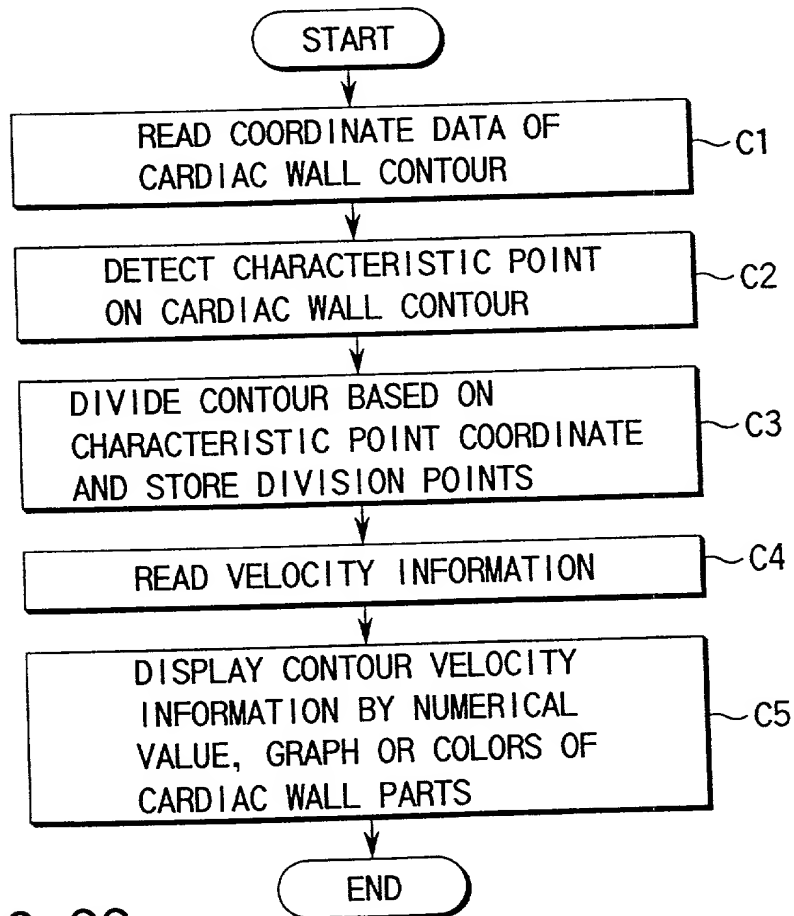 START
READ COORDINATE DATA OF
CARDIAC WALL CONTOUR
C1
DETECT CHARACTERISTIC POINT
ON CARDIAC WALL CONTOUR
C2
DIVIDE CONTOUR BASED ON
CHARACTERISTIC POINT COORDINATE
AND STORE DIVISION POINTS
C3
READ VELOCITY INFORMATION
C4
DISPLAY CONTOUR VELOCITY
INFORMATION BY NUMERICAL
VALUE, GRAPH OR COLORS OF
CARDIAC WALL PARTS
C5
END